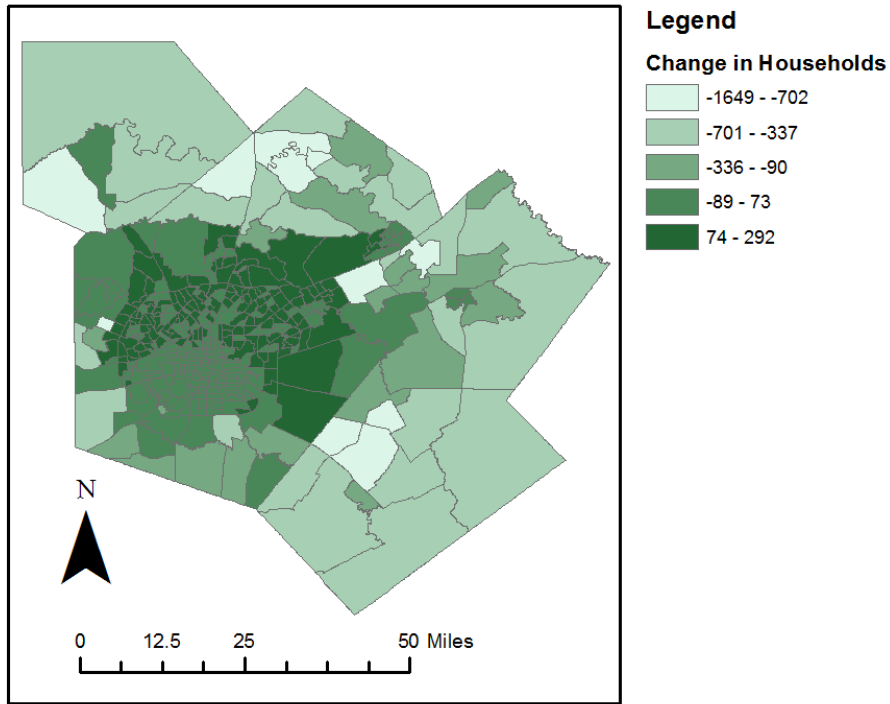 Legend
Change in Households
-1649 - -702
-701 - -337
-336 - -90
-89 - 73
74 - 292
N
0 12.5 25 50 Miles